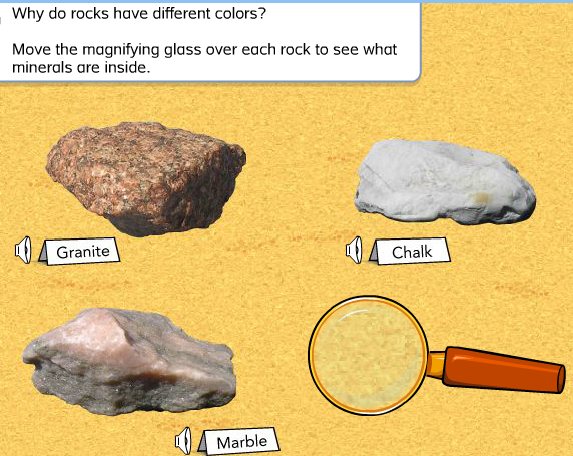 Why do rocks have different colors?
Move the magnifying glass over each rock to see what
minerals are inside.
Granite
Chalk
Marble